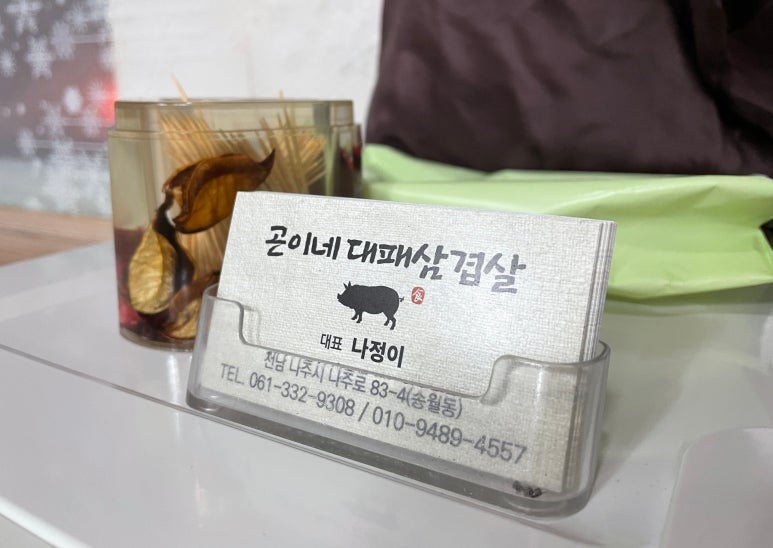 곤이네 대패삼겹살
食
대표 나정이
전남 나주시 나주로 83-4(송월동)
TEL. 061-332-9308 / 010-9489-4557